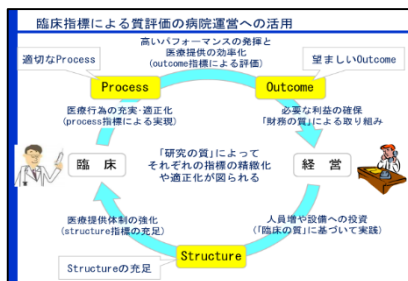 臨床指標による質評価の病院運営への活用
高いパフォーマンスの発揮と
医療提供の効率化
(outcome指標による評価)
適切なProcess
望ましいOutcome
Process
Outcome
医療行為の充実・適正化
(process指標による実現)
必要な利益の確保
「財務の質」による取り組み
「研究の質」によって
それぞれの指標の精緻化
や適正化が図られる
臨 床
経 営
医療提供体制の強化
(structure指標の充足)
人員増や設備への投資
(「臨床の質」に基づいて実践)
Structure
Structureの充足